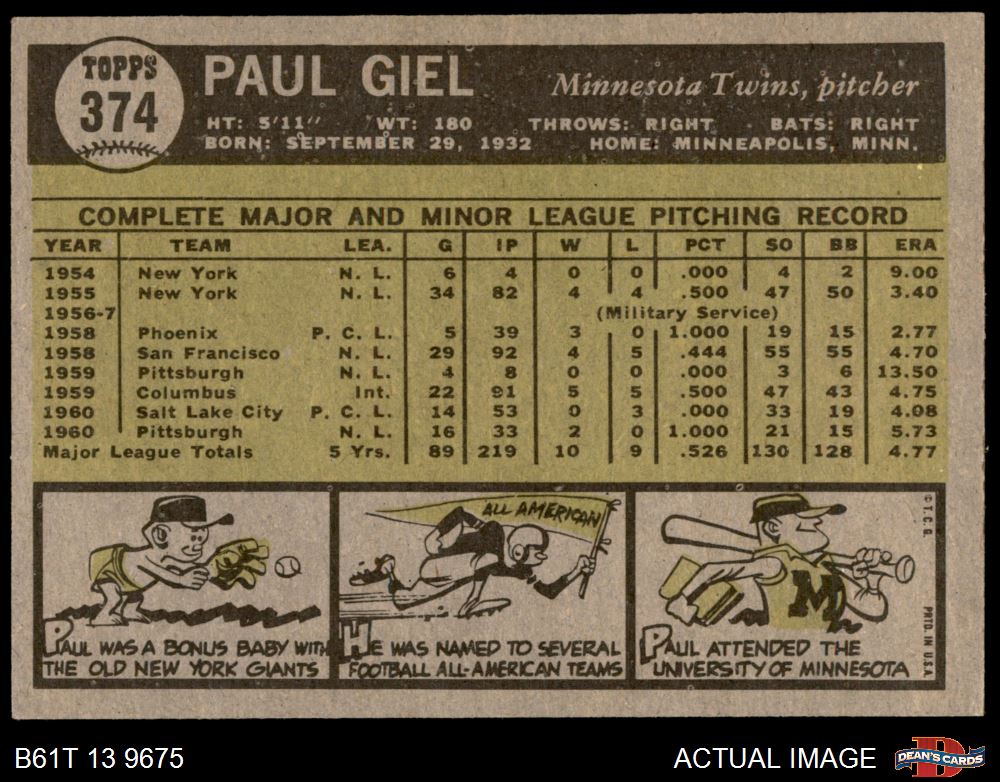 TOPPS
374
PAUL GIEL
Minnesota Twins, pitcher
HT: 5'11" WT: 180 THROWS: RIGHT BATS: RIGHT
BORN: SEPTEMBER 29, 1932 HOME: MINNEAPOLIS, MINN.
COMPLETE MAJOR AND MINOR LEAGUE PITCHING RECORD
YEAR TEAM LEA. G IP W L PCT SO BB ERA
1954 New York N. L. 6 4 0 0 .000 4 2 9.00
1955 New York N. L. 34 82 4 4 .500 47 50 3.40
1956-7 (Military Service)
1958 Phoenix P. C. L. 5 39 3 0 1.000 19 15 2.77
1958 San Francisco N. L. 29 92 4 5 .444 55 55 4.70
1959 Pittsburgh N. L. 4 8 0 0 .000 3 6 13.50
1959 Columbus Int. 22 91 5 5 .500 47 43 4.75
1960 Salt Lake City P. C. L. 14 53 0 3 .000 33 19 4.08
1960 Pittsburgh N. L. 16 33 2 0 1.000 21 15 5.73
Major League Totals 5 Yrs. 89 219 10 9 .526 130 128 4.77
PAUL WAS A BONUS BABY WITH
THE OLD NEW YORK GIANTS
ALL AMERICAN
HE WAS NAMED TO SEVERAL
FOOTBALL ALL-AMERICAN TEAMS
M
PAUL ATTENDED THE
UNIVERSITY OF MINNESOTA
© T. C. G.
PRTD. IN U.S.A.
B61T 13 9675
ACTUAL IMAGE
D
DEAN'S CARDS